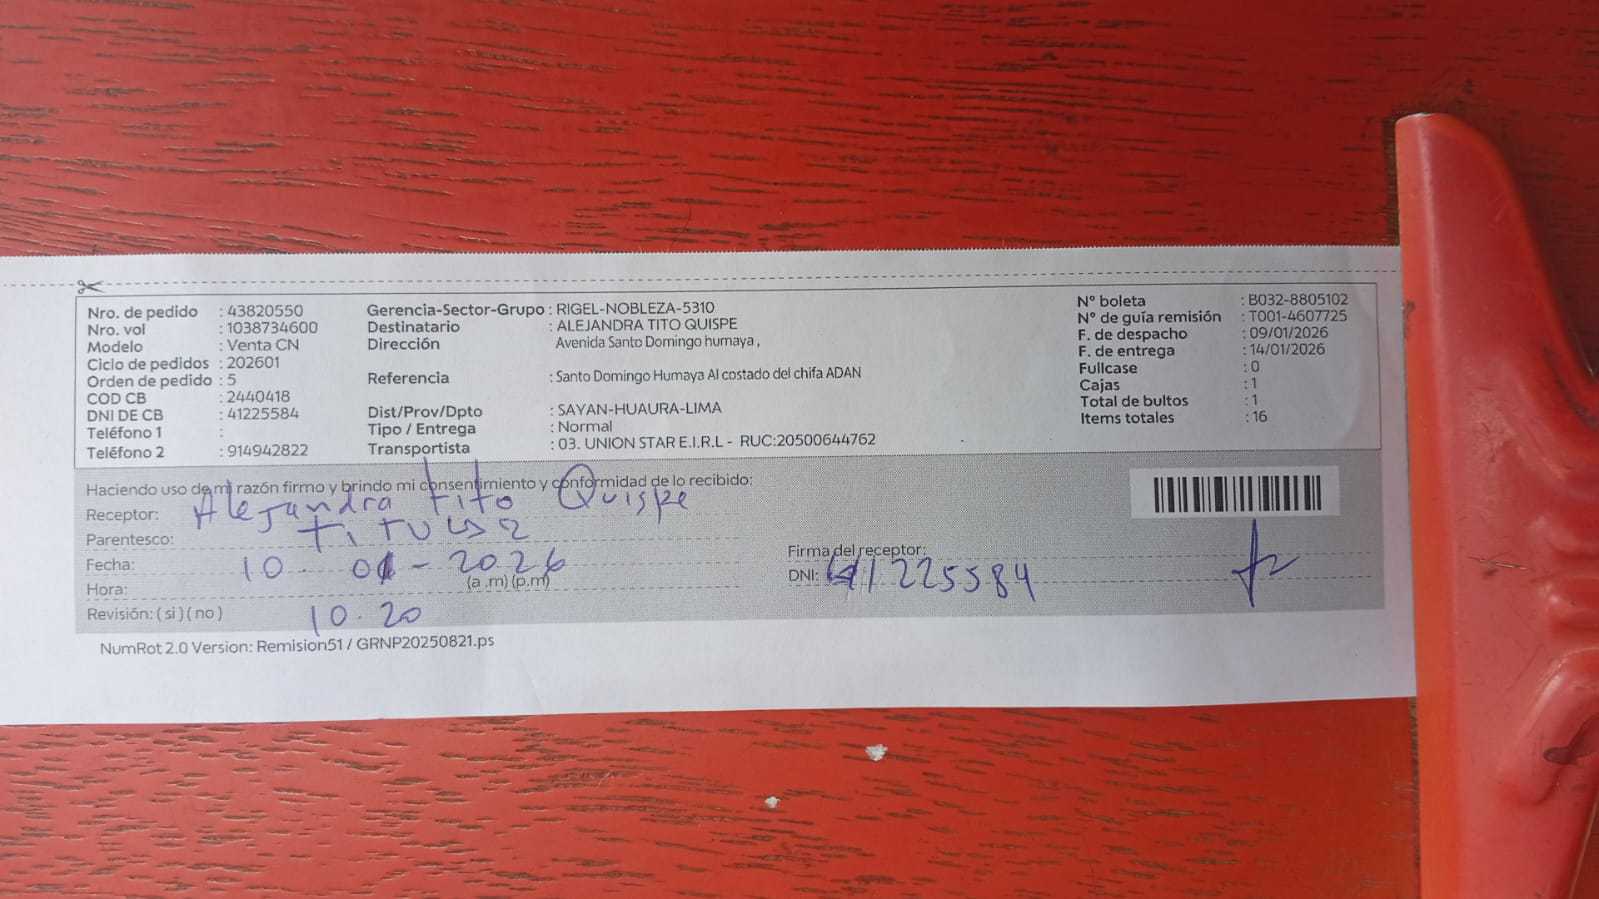 Nro. de pedido : 43820550
Nro. vol : 1038734600
Modelo : Venta CN
Ciclo de pedidos : 202601
Orden de pedido : 5
COD CB : 2440418
DNI DE CB : 41225584
Teléfono 1 :
Teléfono 2 : 914942822
Gerencia-Sector-Grupo : RIGEL-NOBLEZA-5310
Destinatario : ALEJANDRA TITO QUISPE
Dirección Avenida Santo Domingo humaya ,
Referencia : Santo Domingo Humaya Al costado del chifa ADAN
Dist/Prov/Dpto : SAYAN-HUAURA-LIMA
Tipo / Entrega : Normal
Transportista : 03. UNION STAR E.I.R.L - RUC:20500644762
N° boleta : B032-8805102
N° de guía remisión : T001-4607725
F. de despacho : 09/01/2026
F. de entrega : 14/01/2026
Fullcase : 0
Cajas : 1
Total de bultos : 1
Items totales : 16
Haciendo uso de mi razón firmo y brindo mi consentimiento y conformidad de lo recibido:
Receptor: Alejandra tito Quispe
Parentesco:
Fecha: 10. 01 - 2026
Hora: (a .m) (p.m)
Revisión: ( si ) ( no ) 10.20
Firma del receptor:
DNI: 41225584
NumRot 2.0 Version: Remision51 / GRNP20250821.ps